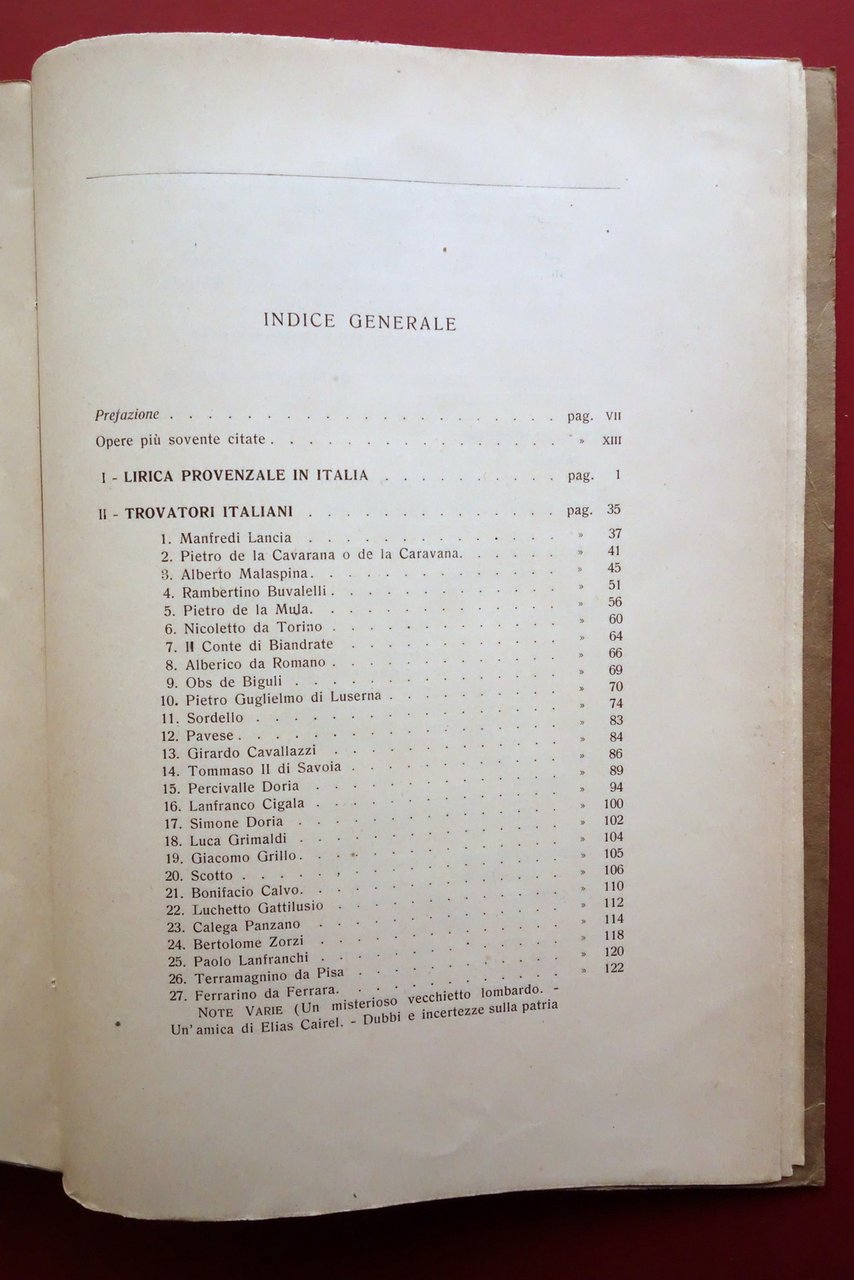 INDICE GENERALE
Prefazione . . . . . . . . . . . . . . . . . . . . . pag. VII
Opere più sovente citate . . . . . . . . . . . . . . . » XIII
I - LIRICA PROVENZALE IN ITALIA . . . . . . . . . . pag. 1
II - TROVATORI ITALIANI . . . . . . . . . . . . . pag. 35
1. Manfredi Lancia . . . . . . . . . . . . » 37
2. Pietro de la Cavarana o de la Caravana. . . . . . » 41
3. Alberto Malaspina. . . . . . . . . . . . » 45
4. Rambertino Buvalelli . . . . . . . . . . . » 51
5. Pietro de la Mula. . . . . . . . . . . . » 56
6. Nicoletto da Torino . . . . . . . . . . . » 60
7. Il Conte di Biandrate . . . . . . . . . . » 64
8. Alberico da Romano . . . . . . . . . . . » 66
9. Obs de Biguli . . . . . . . . . . . . » 69
10. Pietro Guglielmo di Luserna . . . . . . . . » 70
11. Sordello . . . . . . . . . . . . . . » 74
12. Pavese . . . . . . . . . . . . . . . » 83
13. Girardo Cavallazzi . . . . . . . . . . . » 84
14. Tommaso II di Savoia . . . . . . . . . . » 86
15. Percivalle Doria . . . . . . . . . . . » 89
16. Lanfranco Cigala . . . . . . . . . . . » 94
17. Simone Doria . . . . . . . . . . . . » 100
18. Luca Grimaldi . . . . . . . . . . . . » 102
19. Giacomo Grillo. . . . . . . . . . . . » 104
20. Scotto . . . . . . . . . . . . . . . » 105
21. Bonifacio Calvo. . . . . . . . . . . . » 106
22. Luchetto Gattilusio . . . . . . . . . . » 110
23. Calega Panzano . . . . . . . . . . . » 112
24. Bertolome Zorzi . . . . . . . . . . . » 114
25. Paolo Lanfranchi . . . . . . . . . . . » 118
26. Terramagnino da Pisa . . . . . . . . . . » 120
27. Ferrarino da Ferrara. . . . . . . . . . » 122
NOTE VARIE (Un misterioso vecchietto lombardo. -
Un'amica di Elias Cairel. - Dubbi e incertezze sulla patria